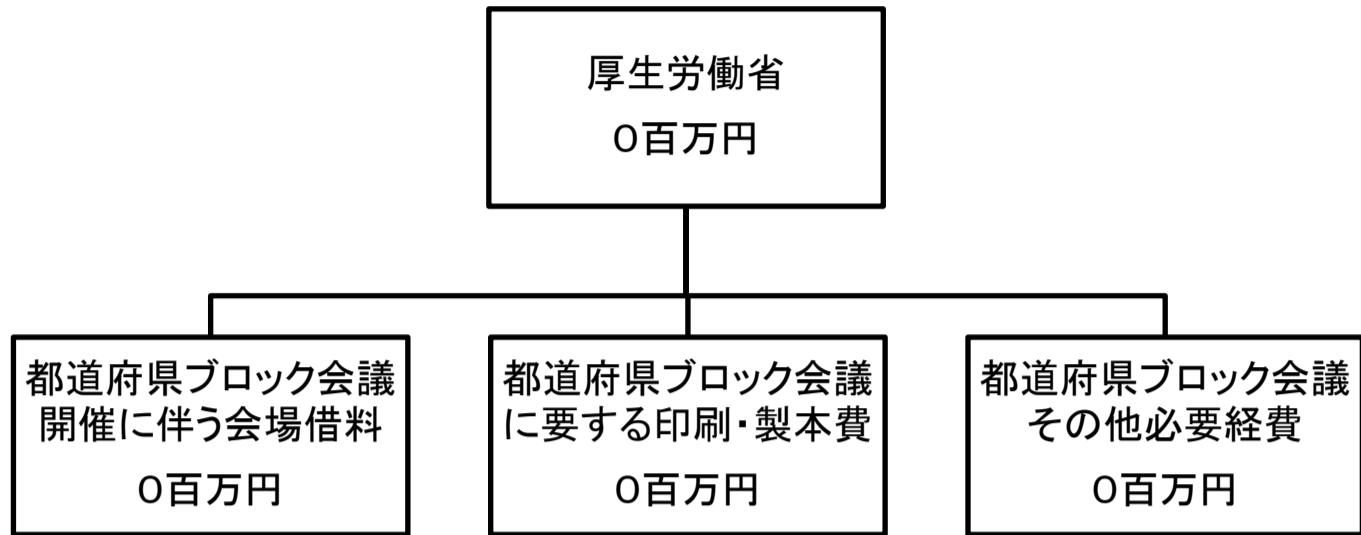 厚生労働省
0百万円
都道府県ブロック会議
開催に伴う会場借料
0百万円
都道府県ブロック会議
に要する印刷・製本費
0百万円
都道府県ブロック会議
その他必要経費
0百万円